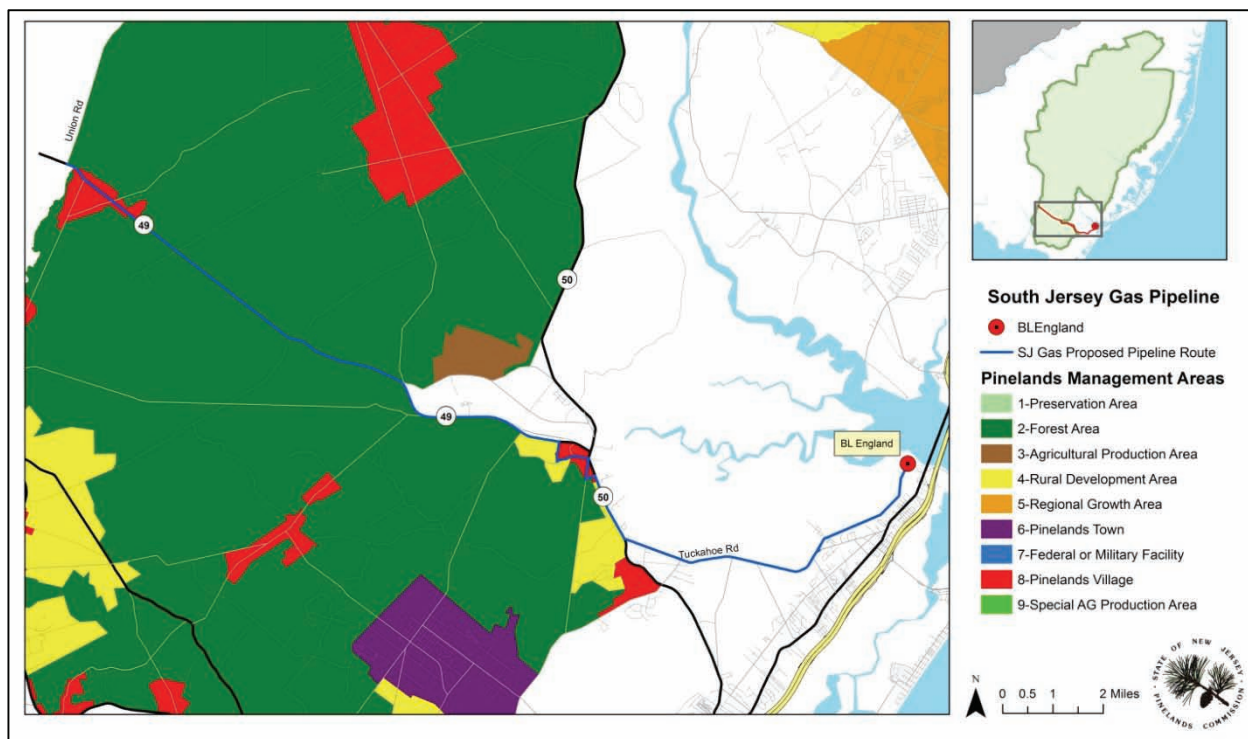 Union Rd
49
50
49
50
BL England
Tuckahoe Rd
South Jersey Gas Pipeline
BLEngland
SJ Gas Proposed Pipeline Route
Pinelands Management Areas
1-Preservation Area
2-Forest Area
3-Agricultural Production Area
4-Rural Development Area
5-Regional Growth Area
6-Pinelands Town
7-Federal or Military Facility
8-Pinelands Village
9-Special AG Production Area
N
0 0.5 1 2 Miles
STATE OF NEW JERSEY
PINELANDS COMMISSION